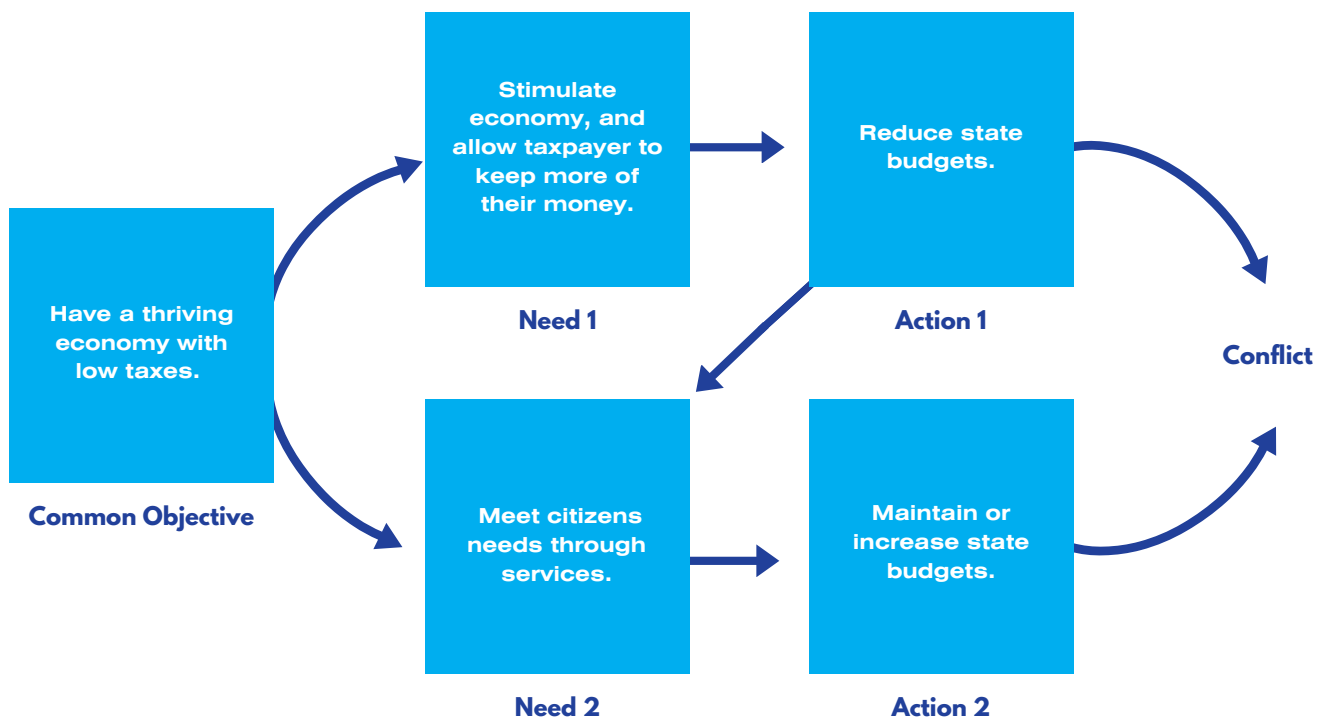 Stimulate
economy, and
allow taxpayer to
keep more of
their money.
Need 1
Reduce state
budgets.
Action 1
Have a thriving
economy with
low taxes.
Common Objective
Conflict
Meet citizens
needs through
services.
Need 2
Maintain or
increase state
budgets.
Action 2